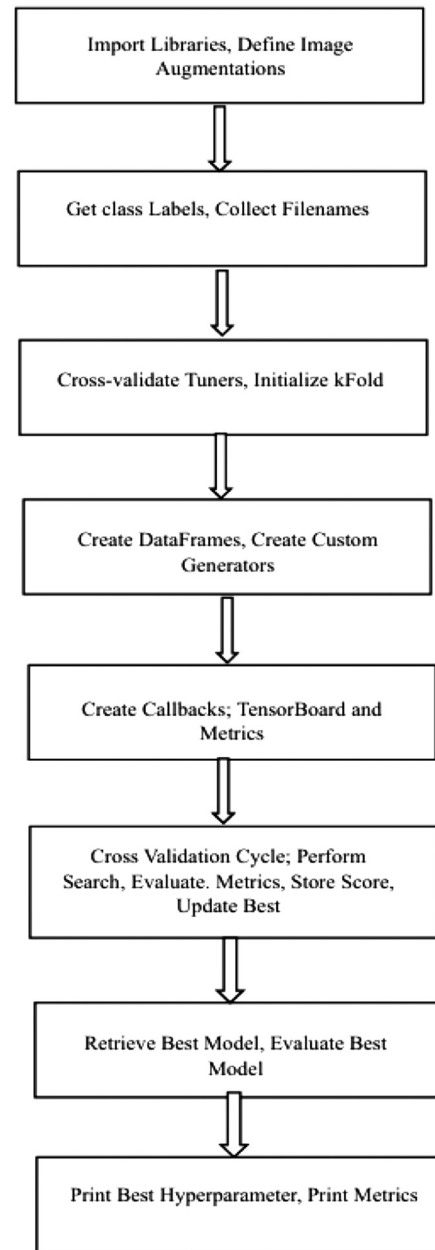 Import Libraries, Define Image
Augmentations
Get class Labels, Collect Filenames
Cross-validate Tuners, Initialize kFold
Create DataFrames, Create Custom
Generators
Create Callbacks; TensorBoard and
Metrics
Cross Validation Cycle; Perform
Search, Evaluate. Metrics, Store Score,
Update Best
Retrieve Best Model, Evaluate Best
Model
Print Best Hyperparameter, Print Metrics